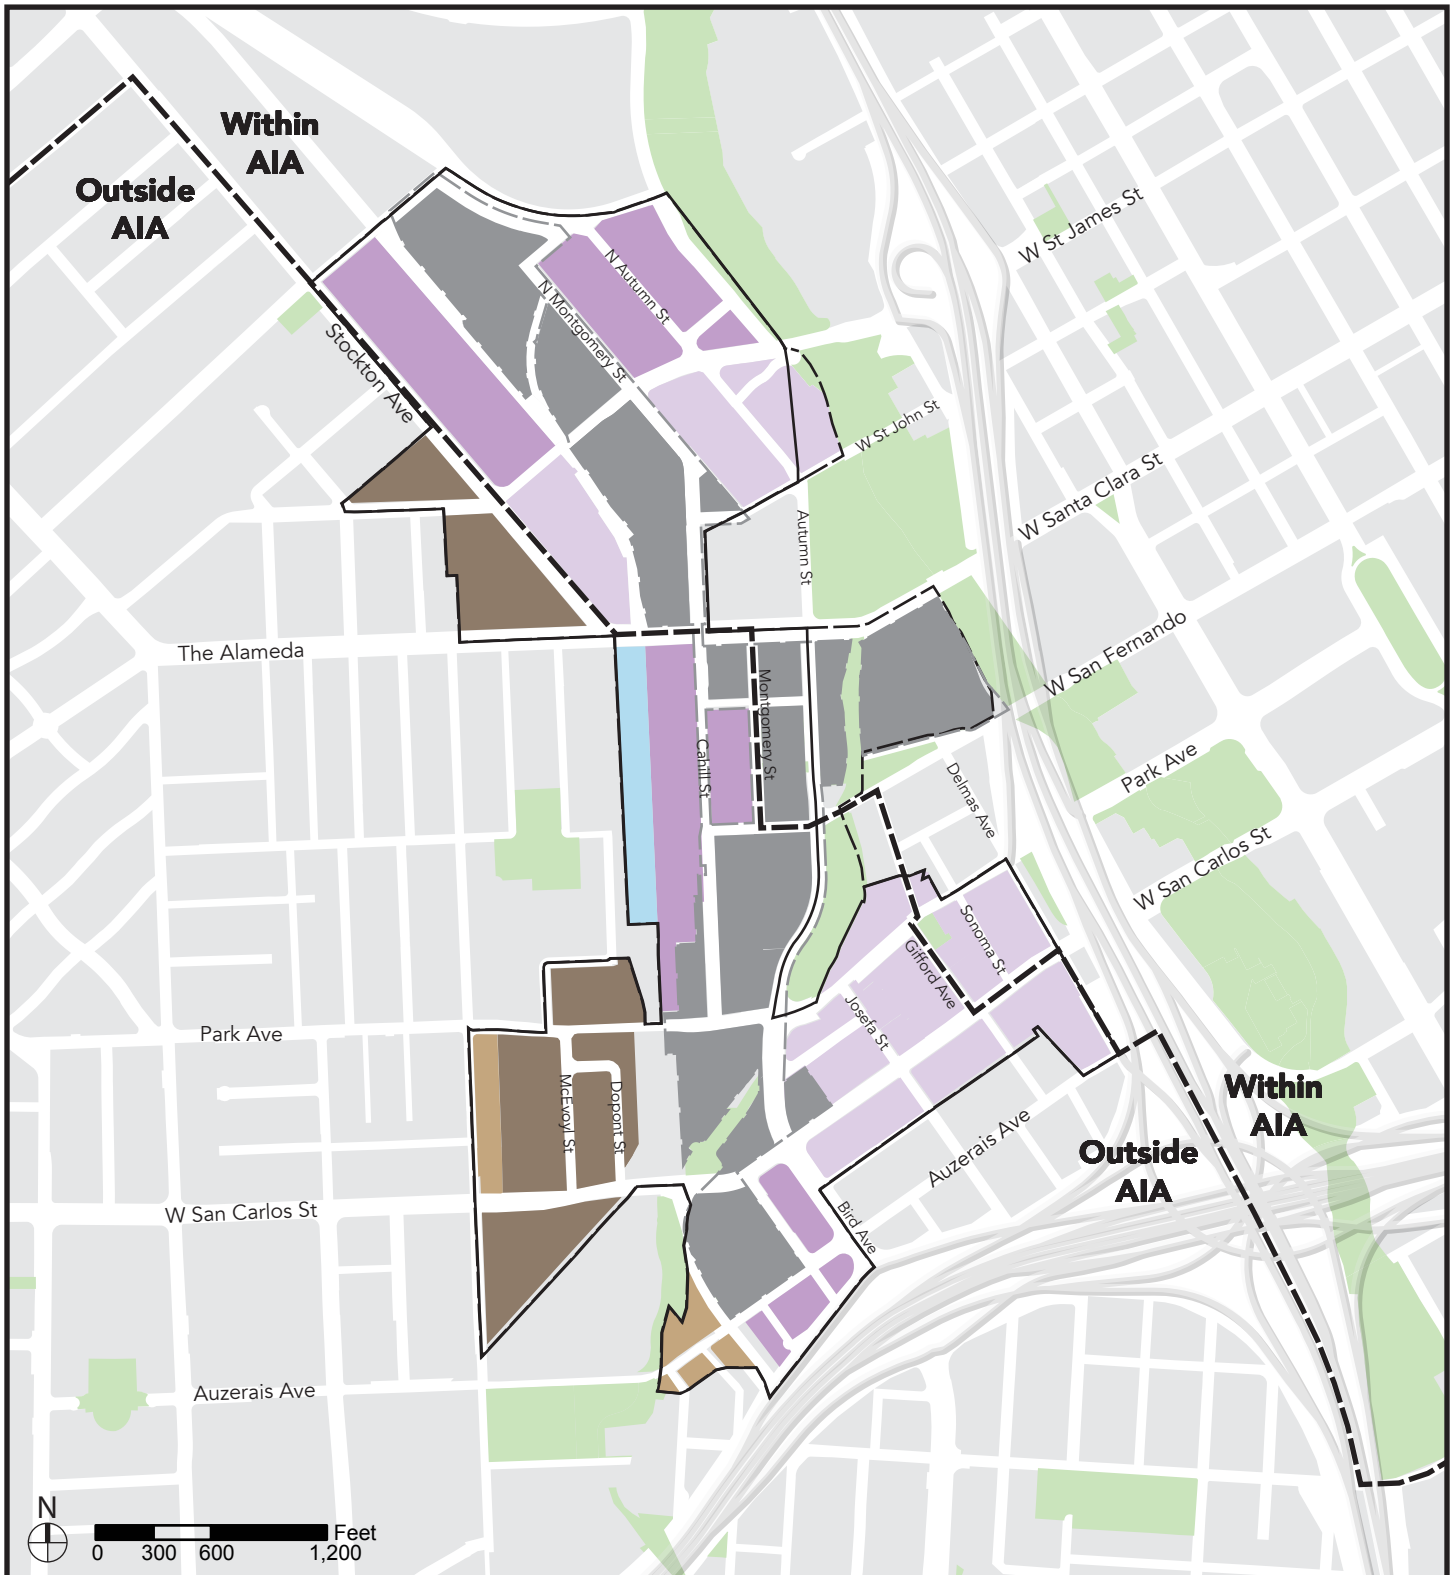 Within
AIA
Outside
AIA
W St James St
N Autumn St
N Montgomery St
Stockton Ave
W St John St
W Santa Clara St
Autumn St
The Alameda
W San Fernando
Montgomery St
Cahill St
Park Ave
Delmas Ave
W San Carlos St
Sonoma St
Gifford Ave
Josefa St
Park Ave
McEvoyl St
Dopont St
Within
AIA
Auzerais Ave
Outside
AIA
W San Carlos St
Bird Ave
Auzerais Ave
N
Feet
0 300 600 1,200